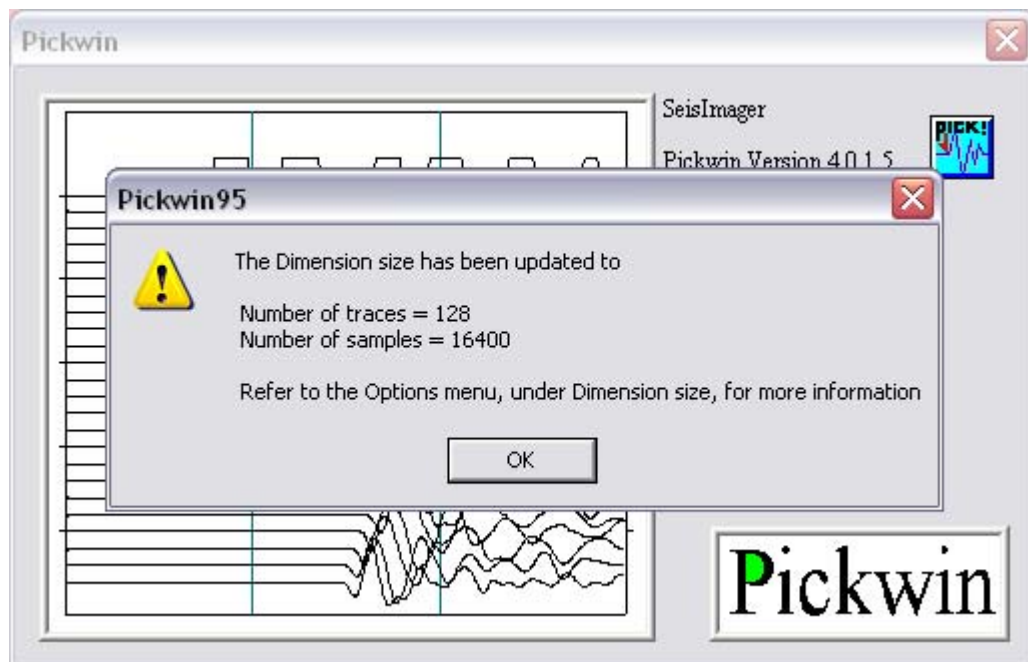 Pickwin
SeisImager
PICK!
Pickwin Version 4.0.1.5
Pickwin95
The Dimension size has been updated to
Number of traces = 128
Number of samples = 16400
Refer to the Options menu, under Dimension size, for more information
OK
Pickwin